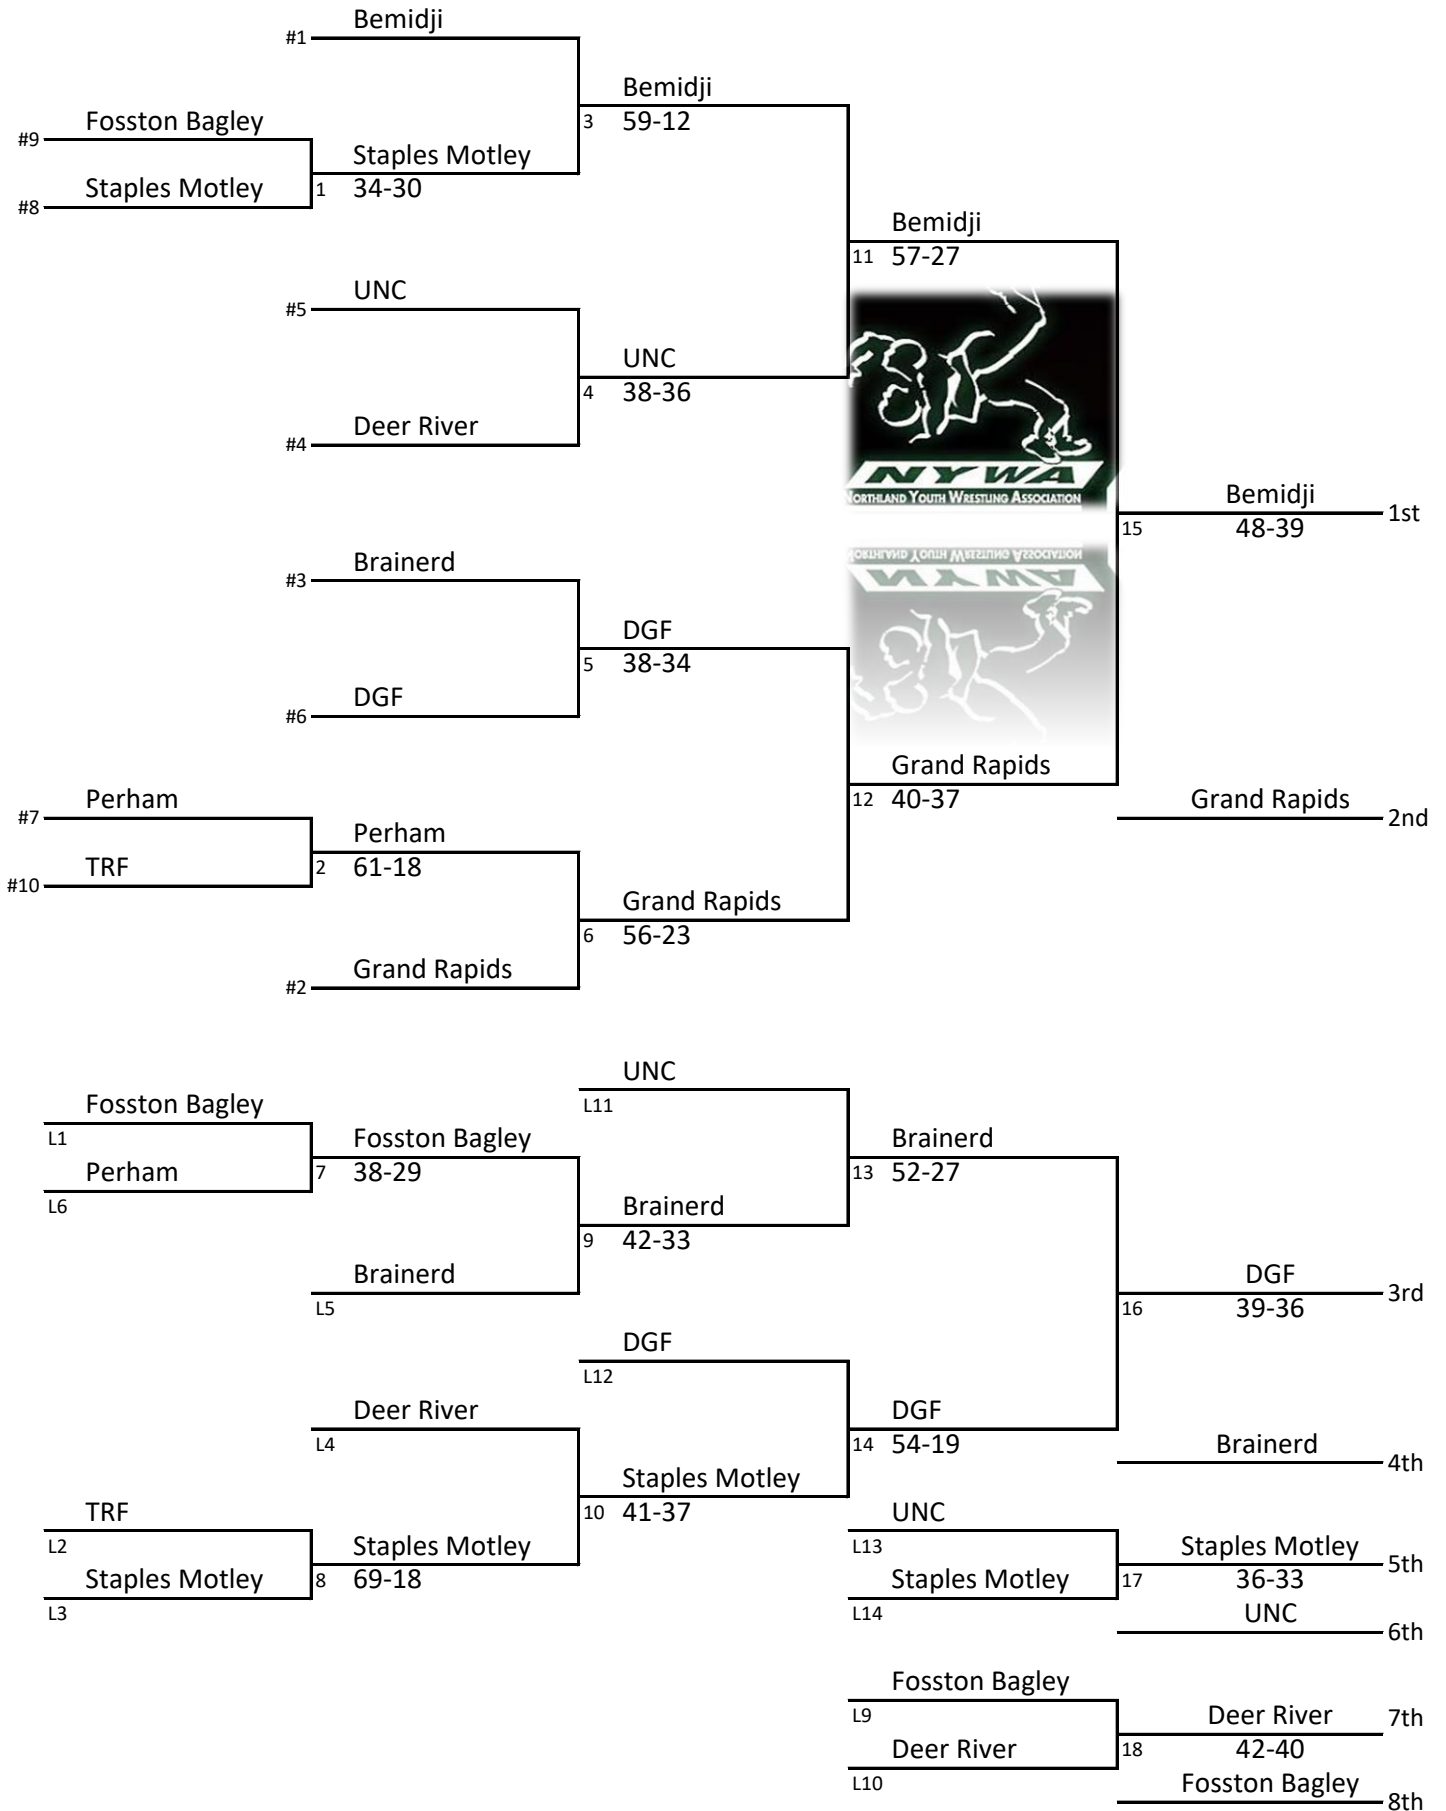 Bemidji
#1
Bemidji
3 59-12
Fosston Bagley
#9
Staples Motley
1 34-30
Staples Motley
#8
Bemidji
11 57-27
UNC
#5
UNC
4 38-36
Deer River
#4
NYWA
NORTHLAND YOUTH WRESTLING ASSOCIATION
Bemidji
1st
15 48-39
NORTHLAND YOUTH WRESTLING ASSOCIATION
NYWA
Brainerd
#3
DGF
5 38-34
DGF
#6
Grand Rapids
12 40-37
Grand Rapids
2nd
Perham
#7
Perham
2 61-18
TRF
#10
Grand Rapids
6 56-23
Grand Rapids
#2
UNC
L11
Fosston Bagley
L1
Fosston Bagley
7 38-29
Perham
L6
Brainerd
13 52-27
Brainerd
9 42-33
Brainerd
L5
DGF
3rd
16 39-36
DGF
L12
Deer River
L4
DGF
14 54-19
Brainerd
4th
Staples Motley
10 41-37
TRF
L2
Staples Motley
8 69-18
Staples Motley
L3
UNC
L13
Staples Motley
5th
Staples Motley
17 36-33
L14
UNC
6th
Fosston Bagley
L9
Deer River
7th
Deer River
18 42-40
L10
Fosston Bagley
8th